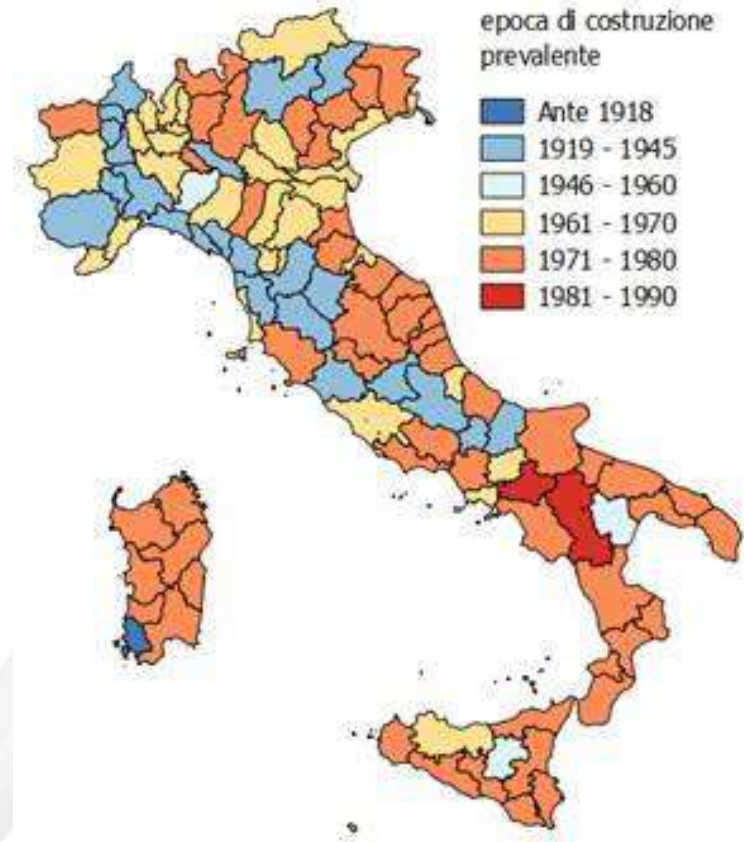 epoca di costruzione
prevalente
Ante 1918
1919 - 1945
1946 - 1960
1961 - 1970
1971 - 1980
1981 - 1990